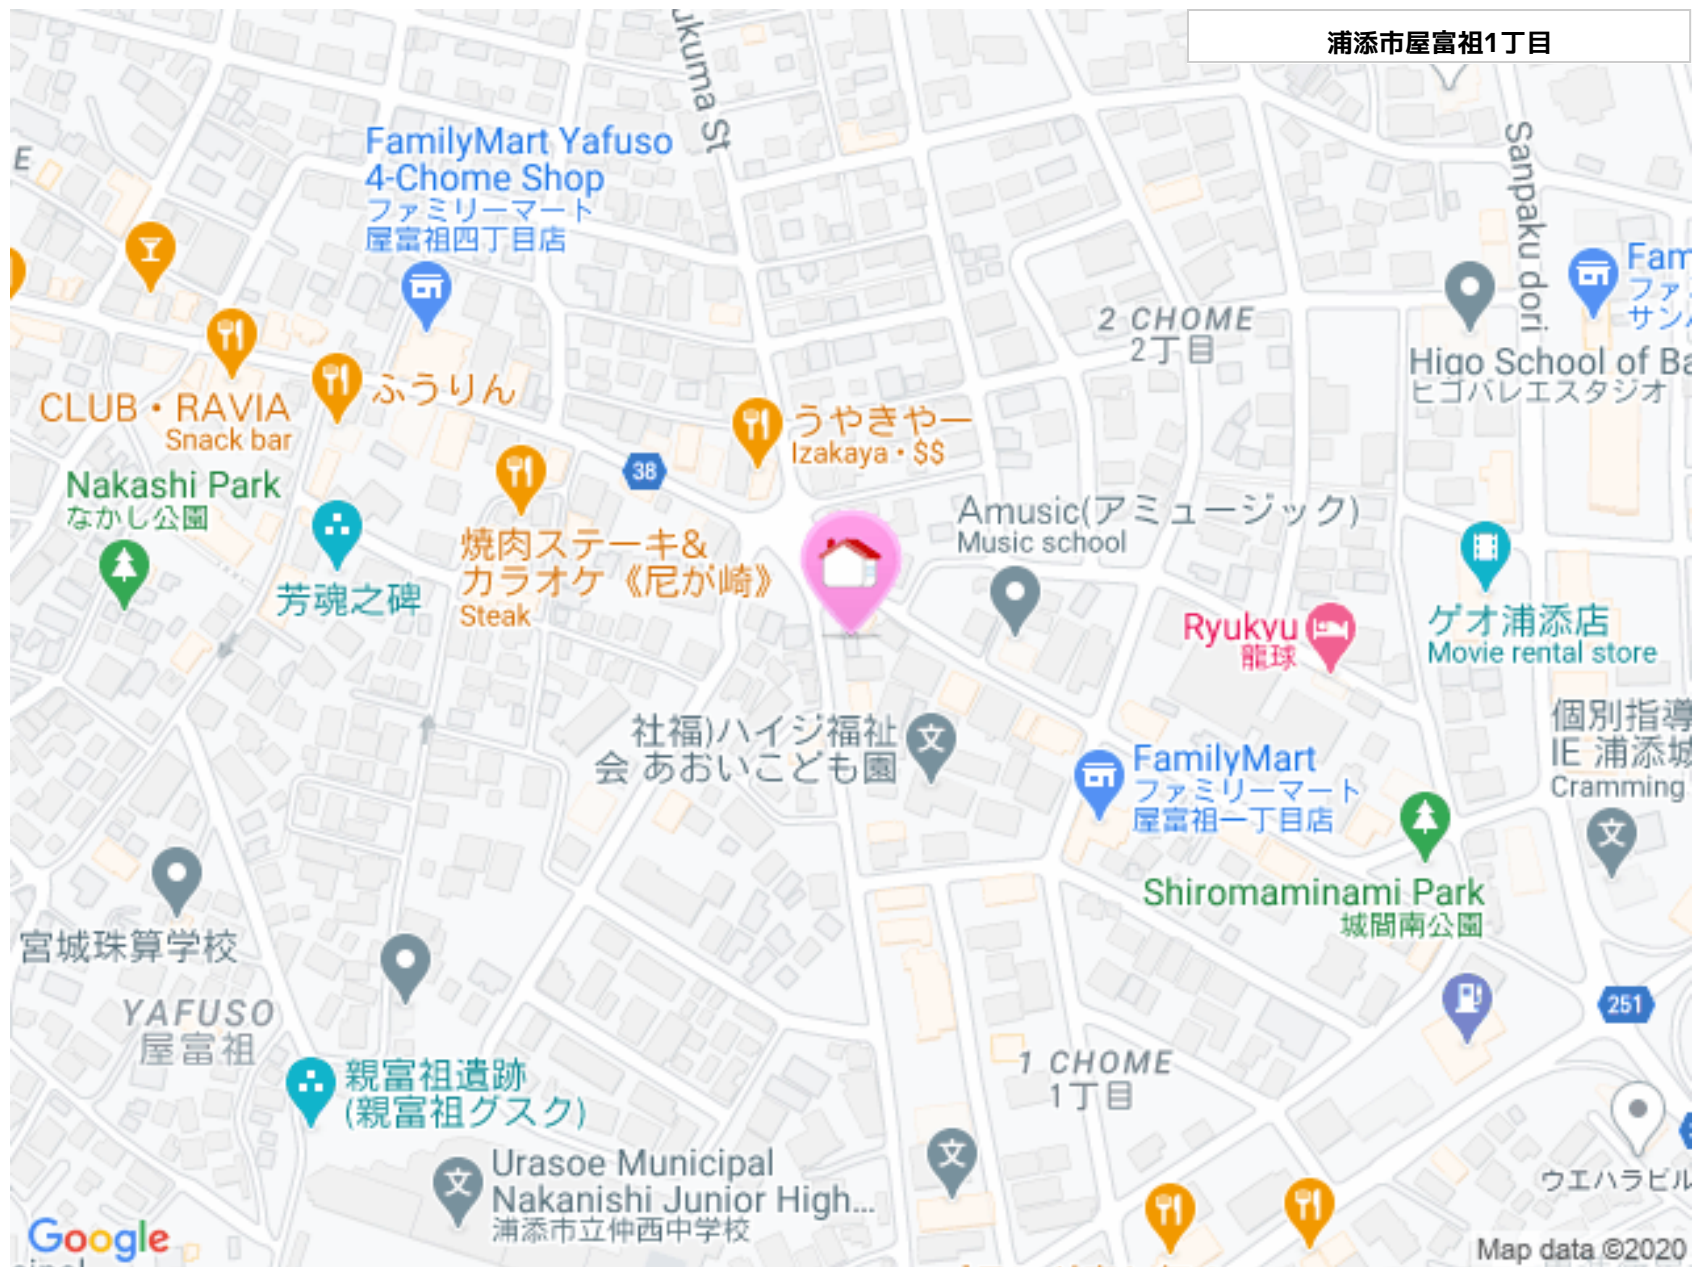 浦添市屋富祖1丁目
ukuma St
FamilyMart Yafuso
4-Chome Shop
ファミリーマート
屋富祖四丁目店
E
Sanpaku dori
Fam
ファ
サン
2 CHOME
2丁目
Higo School of Ba
ヒゴバレエスタジオ
CLUB・RAVIA
Snack bar
ふうりん
うやきやー
Izakaya・$$
38
Nakashi Park
なかし公園
Amusic(アミュージック)
Music school
焼肉ステーキ&
カラオケ《尼が崎》
Steak
芳魂之碑
Ryukyu
龍球
ゲオ浦添店
Movie rental store
社福)ハイジ福祉
会 あおいこども園
文
個別指導
IE 浦添城
Cramming
文
FamilyMart
ファミリーマート
屋富祖一丁目店
Shiromaminami Park
城間南公園
宮城珠算学校
YAFUSO
屋富祖
251
1 CHOME
1丁目
親富祖遺跡
(親富祖グスク)
文
Urasoe Municipal
Nakanishi Junior High...
浦添市立仲西中学校
文
ウエハラビル
Google
Map data ©2020